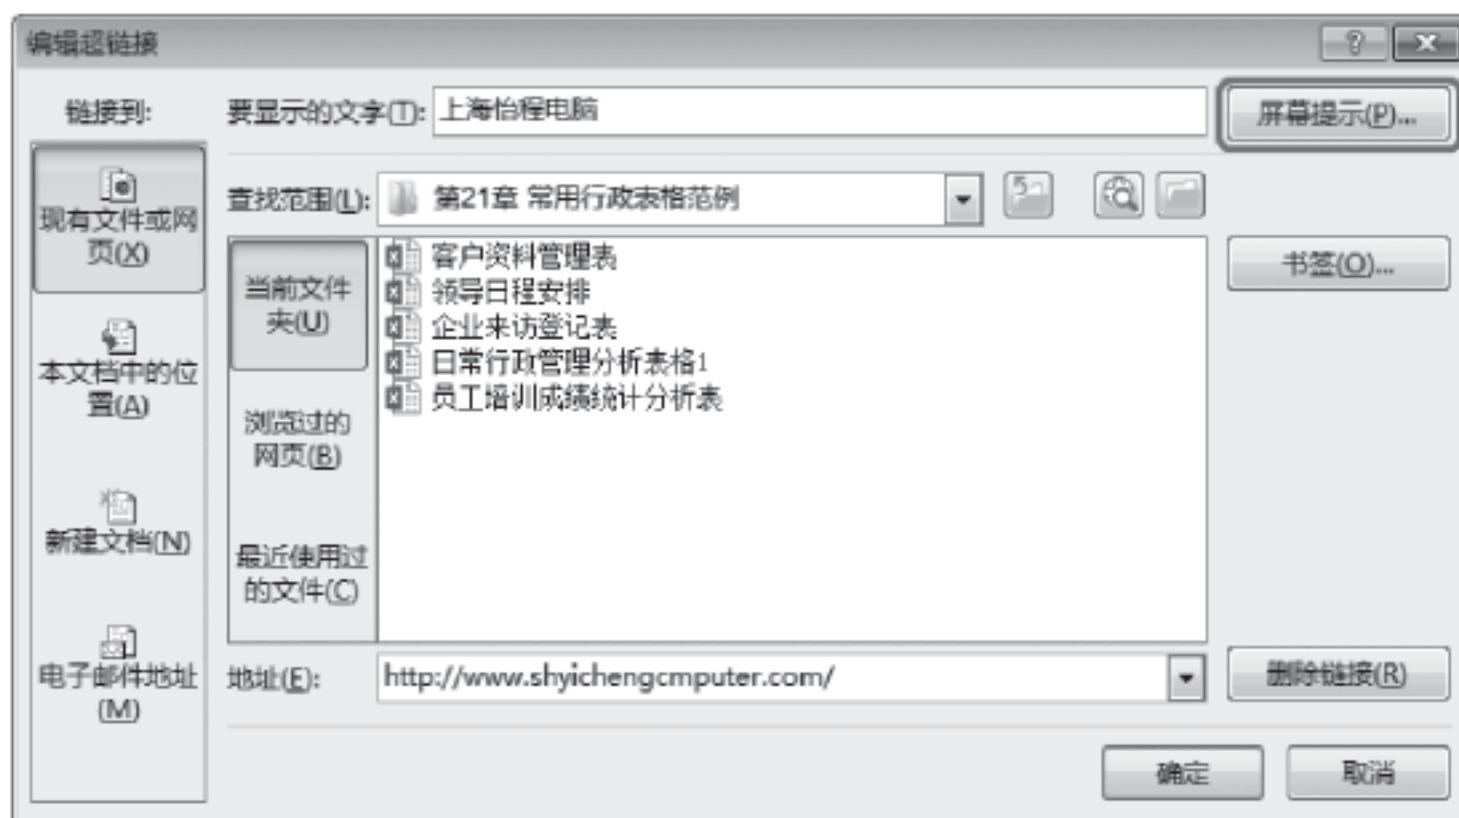 编辑超链接
链接到:
要显示的文字(T):
上海怡程电脑
屏幕提示(P)...
现有文件或网
页(X)
查找范围(L):
第21章 常用行政表格范例
当前文件
夹(U)
客户资料管理表
领导日程安排
企业来访登记表
日常行政管理分析表格1
员工培训成绩统计分析表
书签(O)...
本文档中的位
置(A)
浏览过的
网页(B)
新建文档(N)
最近使用过
的文件(C)
电子邮件地址
(M)
地址(E):
http://www.shyichengcmputer.com/
删除链接(R)
确定
取消